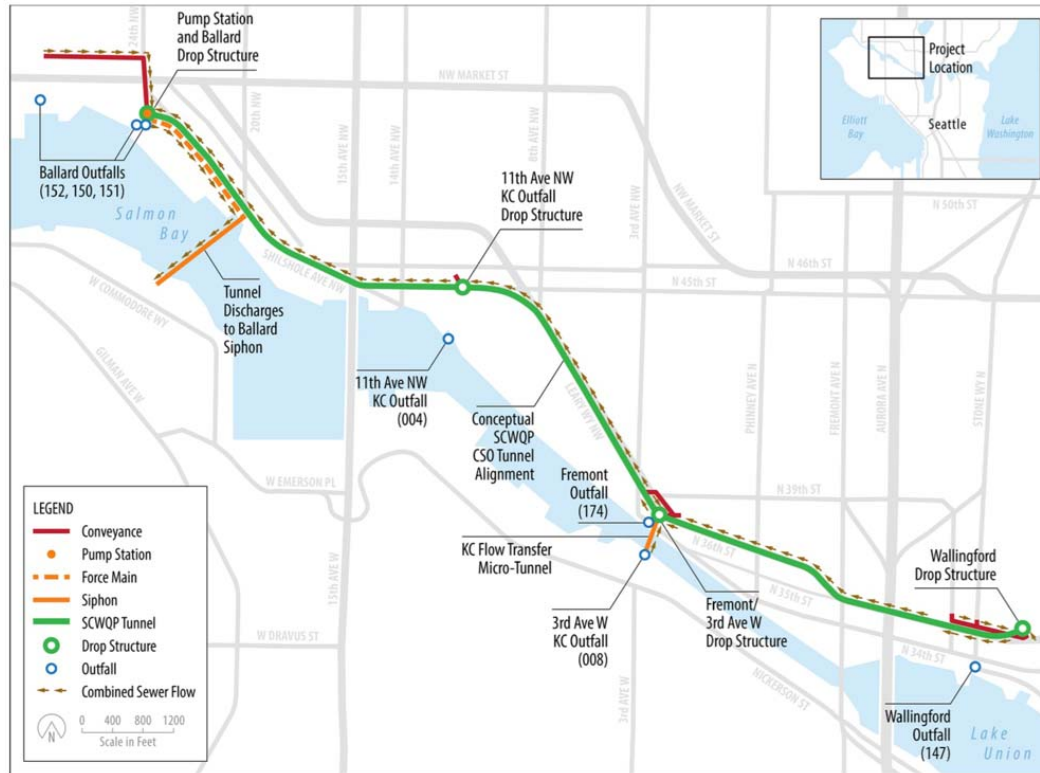 24th NW
Pump Station
and Ballard
Drop Structure
NW MARKET ST
20th NW
15th AVE NW
14th AVE NW
8th AVE NW
3rd AVE NW
NW MARKET ST
Project
Location
Elliott
Bay
Seattle
Lake
Washington
N 50th ST
N 46th ST
N 45th ST
Ballard Outfalls
(152, 150, 151)
Salmon
Bay
11th Ave NW
KC Outfall
Drop Structure
SHILSHOLE AVE NW
W COMMODORE WY
GILMAN AVE W
Tunnel
Discharges
to Ballard
Siphon
11th Ave NW
KC Outfall
(004)
LEARY WY NW
Conceptual
SCWQP
CSO Tunnel
Alignment
PHINNEY AVE N
FREMONT AVE N
AURORA AVE N
STONE WY N
W EMERSON PL
15th AVE W
W DRAVUS ST
Fremont
Outfall
(174)
N 39th ST
N 36th ST
N 35th ST
N 34th ST
KC Flow Transfer
Micro-Tunnel
3rd Ave W
KC Outfall
(008)
3rd AVE W
Fremont/
3rd Ave W
Drop Structure
NICKERSON ST
Wallingford
Drop Structure
Wallingford
Outfall
(147)
Lake
Union
LEGEND
Conveyance
Pump Station
Force Main
Siphon
SCWQP Tunnel
Drop Structure
Outfall
Combined Sewer Flow
N
0 400 800 1200
Scale in Feet